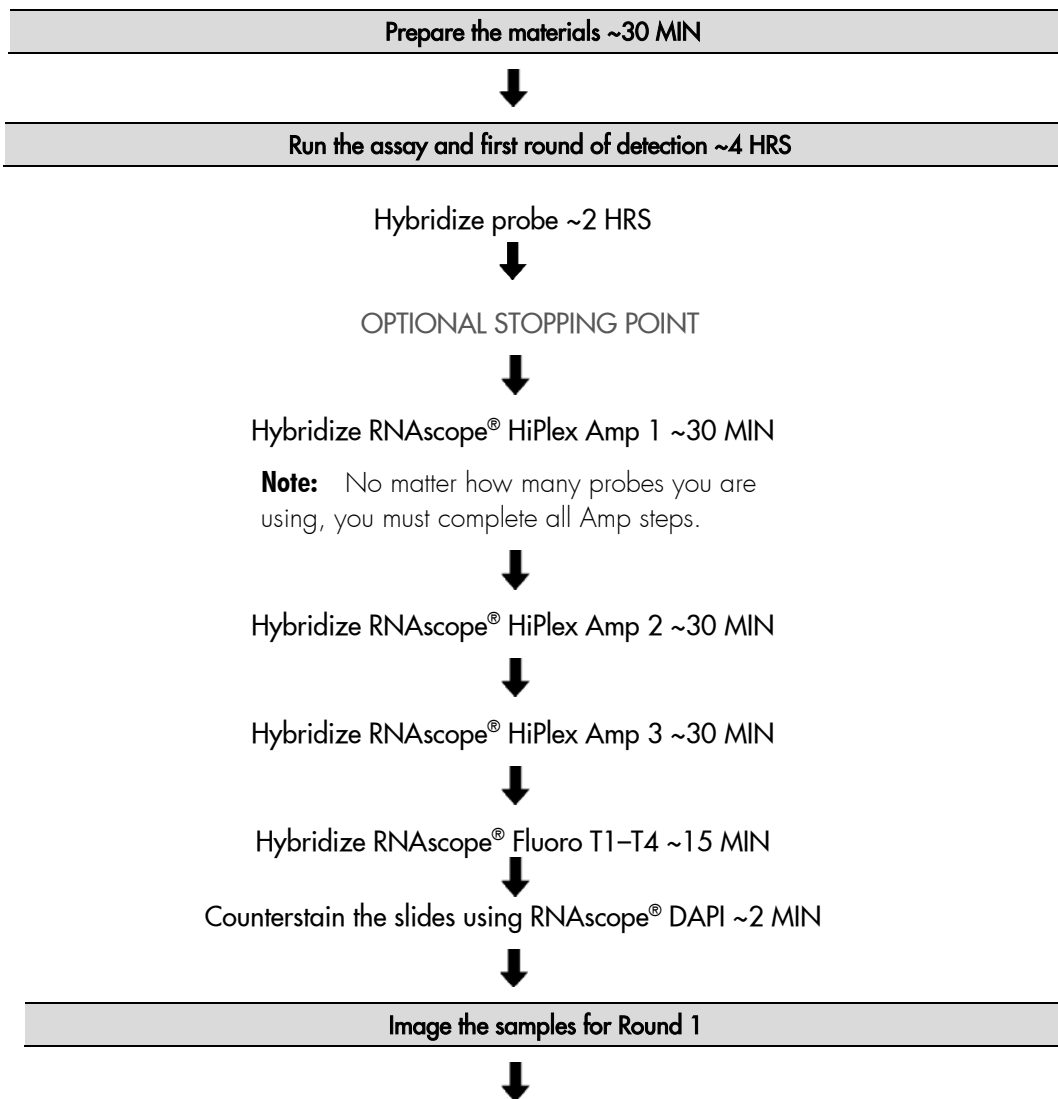 Prepare the materials ~30 MIN
Run the assay and first round of detection ~4 HRS
Hybridize probe ~2 HRS
OPTIONAL STOPPING POINT
Hybridize RNAscope® HiPlex Amp 1 ~30 MIN
Note: No matter how many probes you are
using, you must complete all Amp steps.
Hybridize RNAscope® HiPlex Amp 2 ~30 MIN
Hybridize RNAscope® HiPlex Amp 3 ~30 MIN
Hybridize RNAscope® Fluoro T1–T4 ~15 MIN
Counterstain the slides using RNAscope® DAPI ~2 MIN
Image the samples for Round 1